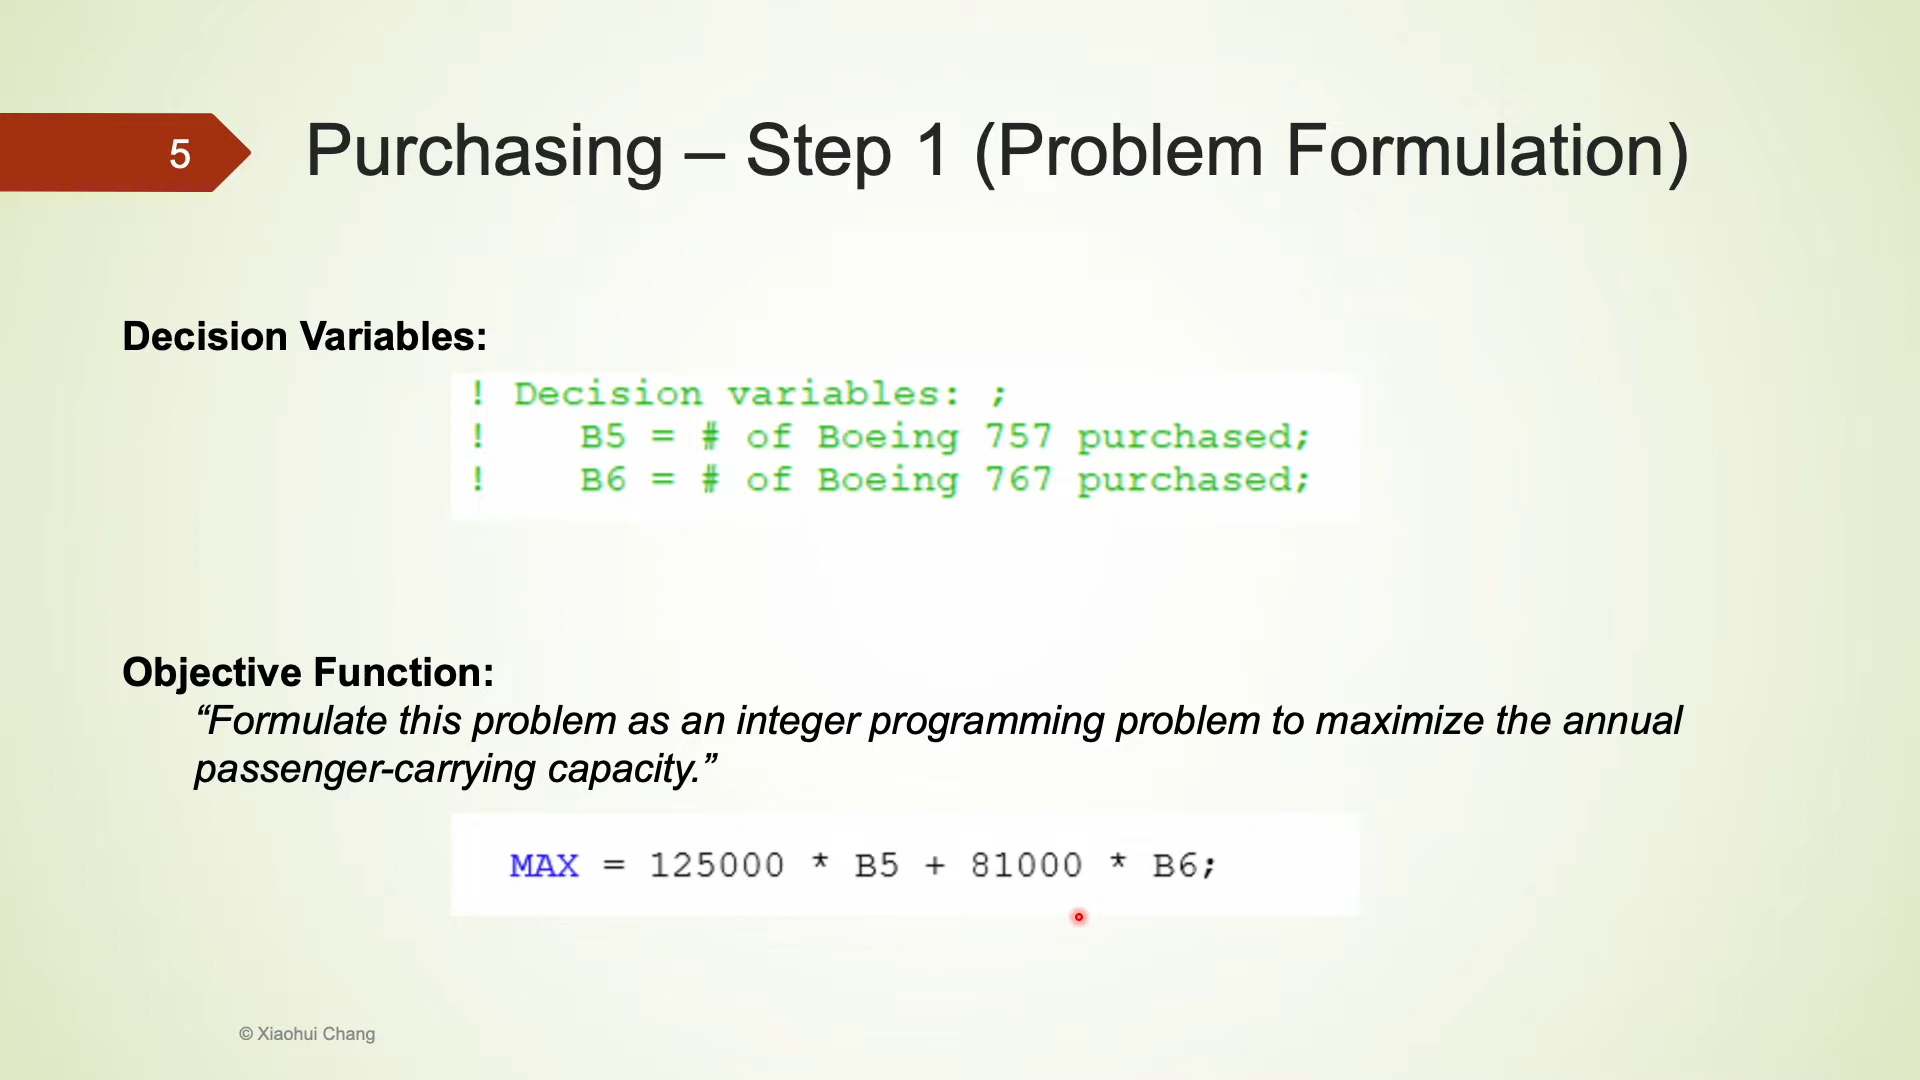 5
Purchasing – Step 1 (Problem Formulation)
Decision Variables:
! Decision variables: ;
! B5 = # of Boeing 757 purchased;
! B6 = # of Boeing 767 purchased;
Objective Function:
“Formulate this problem as an integer programming problem to maximize the annual
passenger-carrying capacity.”
MAX = 125000 * B5 + 81000 * B6;
© Xiaohui Chang